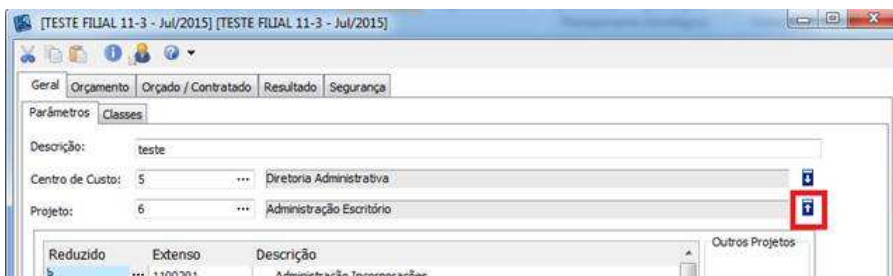 [TESTE FILIAL 11-3 - Jul/2015] [TESTE FILIAL 11-3 - Jul/2015]
Geral Orçamento Orçado / Contratado Resultado Segurança
Parâmetros Classes
Descrição: teste
Centro de Custo: 5 ... Diretoria Administrativa
Projeto: 6 ... Administração Escritório
Reduzido Extenso Descrição Outros Projetos
... 1100201 Administração Incorporações